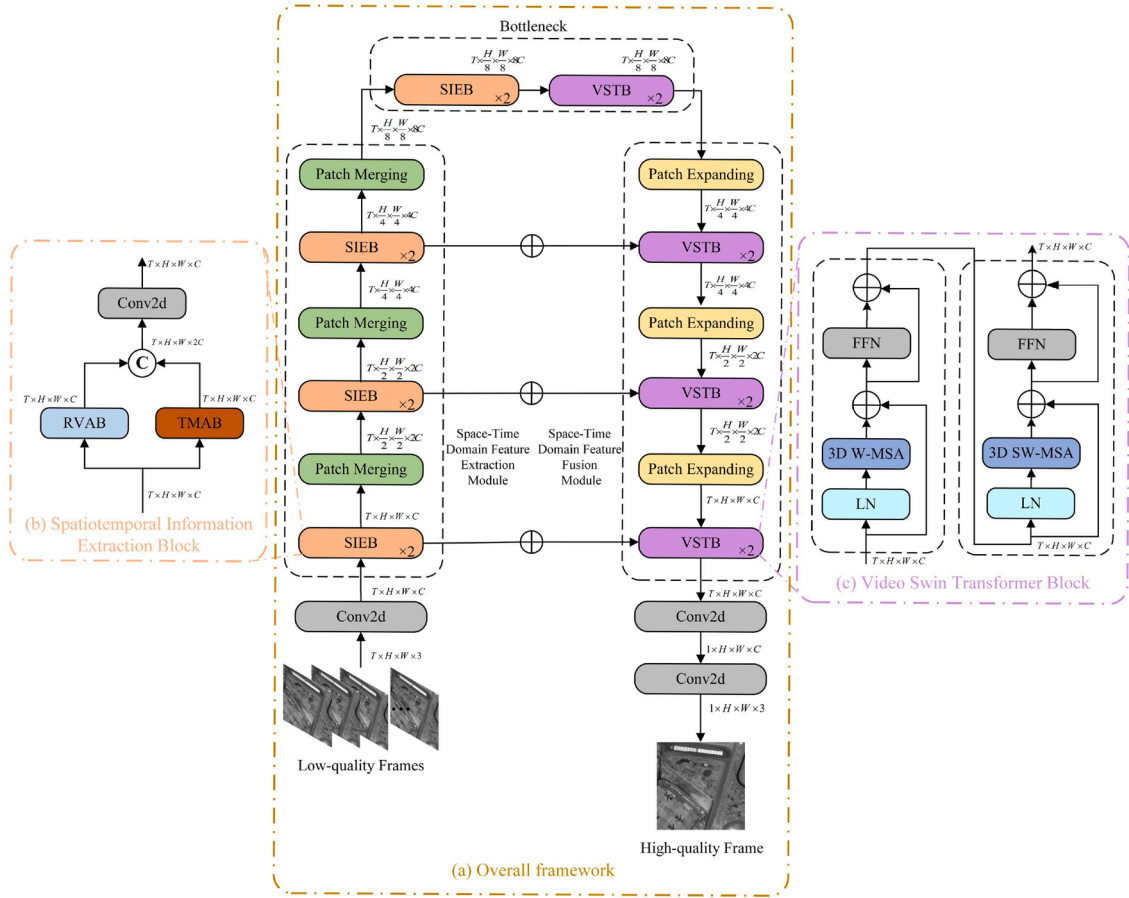 Bottleneck
T×H/8×W/8×8C
T×H/8×W/8×8C
SIEB ×2
VSTB ×2
T×H/8×W/8×8C
Patch Merging
T×H/4×W/4×4C
SIEB ×2
T×H/4×W/4×4C
Patch Merging
T×H/2×W/2×2C
SIEB ×2
T×H/2×W/2×2C
Patch Merging
T×H×W×C
SIEB ×2
T×H×W×C
Conv2d
T×H×W×3
Low-quality Frames
Space-Time
Domain Feature
Extraction
Module
Space-Time
Domain Feature
Fusion
Module
Patch Expanding
T×H/4×W/4×4C
VSTB ×2
T×H/4×W/4×4C
Patch Expanding
T×H/2×W/2×2C
VSTB ×2
T×H/2×W/2×2C
Patch Expanding
T×H×W×C
VSTB ×2
T×H×W×C
Conv2d
1×H×W×C
Conv2d
1×H×W×3
High-quality Frame
(a) Overall framework
T×H×W×C
Conv2d
T×H×W×2C
C
T×H×W×C
T×H×W×C
RVAB
TMAB
T×H×W×C
(b) Spatiotemporal Information
Extraction Block
FFN
3D W-MSA
LN
T×H×W×C
T×H×W×C
FFN
3D SW-MSA
LN
T×H×W×C
(c) Video Swin Transformer Block